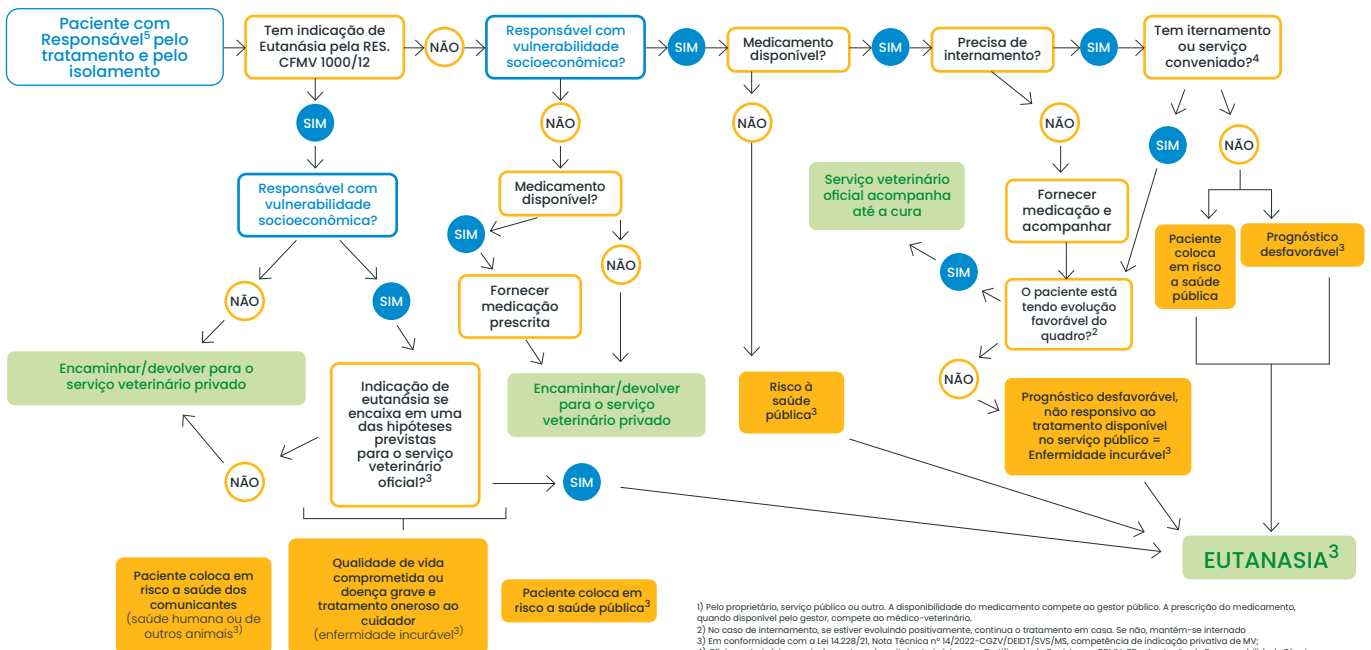 Paciente com
Responsável⁵ pelo
tratamento e pelo
isolamento
Tem indicação de
Eutanásia pela RES.
CFMV 1000/12
NÃO
Responsável com
vulnerabilidade
socioeconômica?
SIM
Medicamento
disponível?
SIM
Precisa de
internamento?
SIM
Tem iternamento
ou serviço
conveniado?⁴
SIM
NÃO
NÃO
NÃO
SIM
NÃO
Responsável com
vulnerabilidade
socioeconômica?
Medicamento
disponível?
Serviço veterinário
oficial acompanha
até a cura
Fornecer
medicação e
acompanhar
Paciente
coloca
em risco
a saúde
pública
Prognóstico
desfavorável³
SIM
NÃO
SIM
NÃO
SIM
Fornecer
medicação
prescrita
O paciente está
tendo evolução
favorável do
quadro?²
NÃO
Encaminhar/devolver para o
serviço veterinário privado
Indicação de
eutanásia se
encaixa em uma
das hipóteses
previstas
para o serviço
veterinário
oficial?³
Encaminhar/devolver
para o serviço
veterinário privado
Risco à
saúde
pública³
Prognóstico desfavorável,
não responsivo ao
tratamento disponível
no serviço público =
Enfermidade incurável³
NÃO
SIM
EUTANASIA³
Paciente coloca em
risco a saúde dos
comunicantes
(saúde humana ou de
outros animais³)
Qualidade de vida
comprometida ou
doença grave e
tratamento oneroso ao
cuidador
(enfermidade incurável³)
Paciente coloca em
risco a saúde pública³
1) Pelo proprietário, serviço público ou outro. A disponibilidade do medicamento compete ao gestor público. A prescrição do medicamento,
quando disponível pelo gestor, compete ao médico-veterinário.
2) No caso de internamento, se estiver evoluindo positivamente, continua o tratamento em casa. Se não, mantém-se internado
3) Em conformidade com a Lei 14.228/21, Nota Técnica nº 14/2022-CGZV/DEIDT/SVS/MS, competência de indicação privativa de MV;